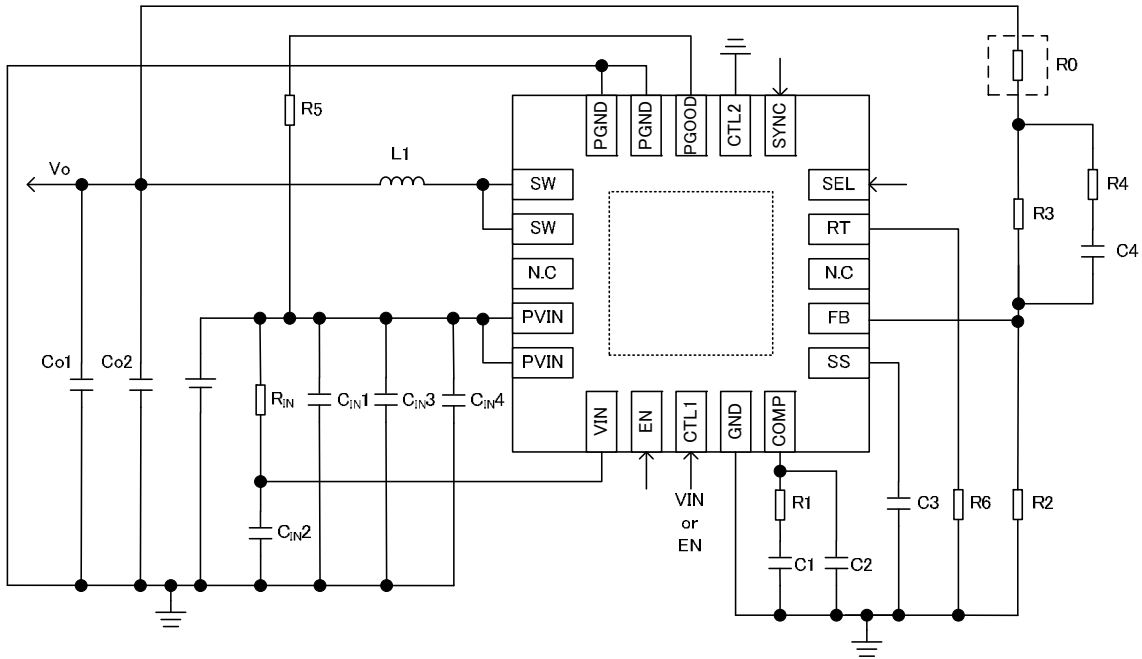 R0
R5
PGND
PGND
PGOOD
CTL2
SYNC
L1
Vo
SW
SEL
R4
SW
RT
R3
C4
N.C
N.C
PVIN
FB
Co1
Co2
PVIN
SS
RIN
CIN1
CIN3
CIN4
VIN
EN
CTL1
GND
COMP
CIN2
VIN
or
EN
R1
C3
R6
R2
C1
C2